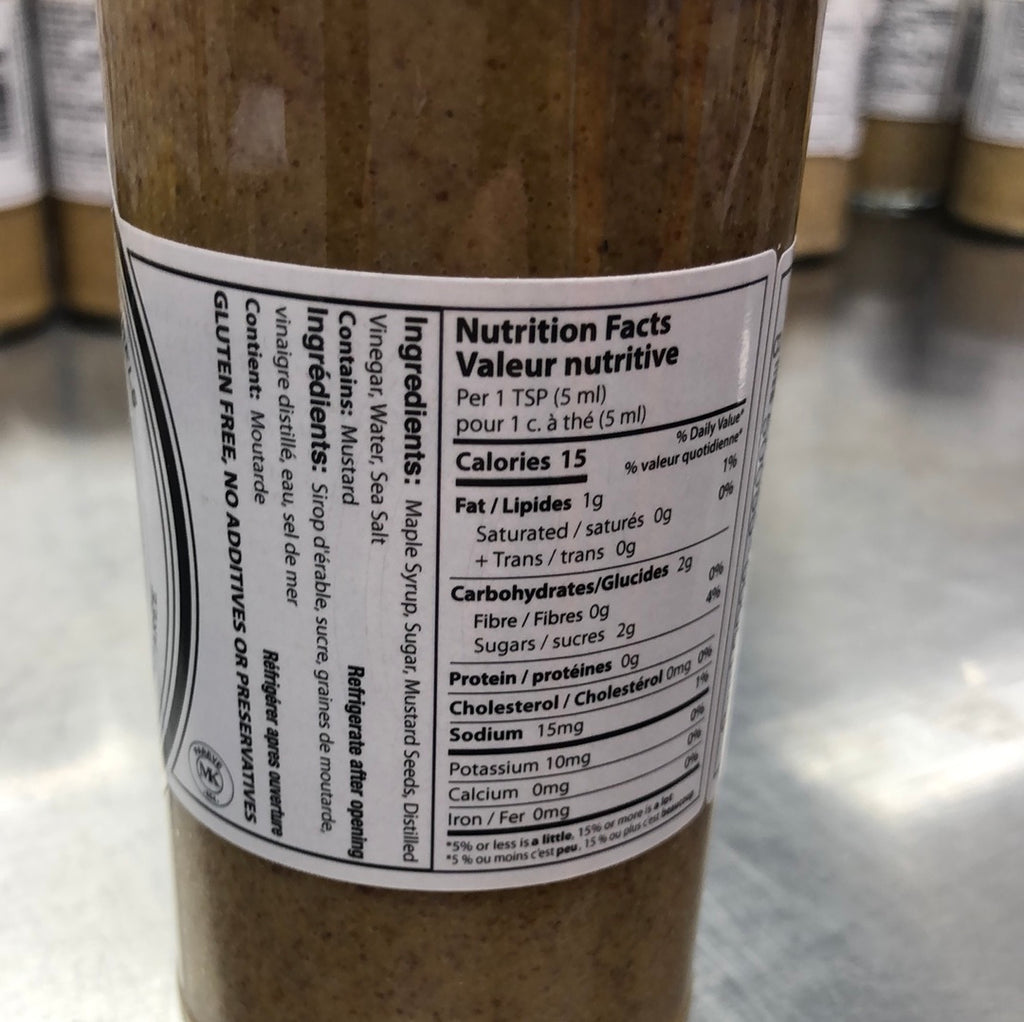 Nutrition Facts
Valeur nutritive
Per 1 TSP (5 ml)
pour 1 c. à thé (5 ml)
% Daily Value*
% valeur quotidienne*
Calories 15
Fat / Lipides 1g 1%
Saturated / saturés 0g 0%
+ Trans / trans 0g
Carbohydrates/Glucides 2g
Fibre / Fibres 0g 0%
Sugars / sucres 2g 4%
Protein / protéines 0g
Cholesterol / Cholestérol 0mg 0%
Sodium 15mg 1%
Potassium 10mg 0%
Calcium 0mg 0%
Iron / Fer 0mg 0%
*5% or less is a little, 15% or more is a lot
*5 % ou moins c'est peu, 15 % ou plus c'est beaucoup
Ingredients: Maple Syrup, Sugar, Mustard Seeds, Distilled
Vinegar, Water, Sea Salt
Contains: Mustard Refrigerate after opening
Ingrédients: Sirop d'érable, sucre, graines de moutarde,
vinaigre distillé, eau, sel de mer
Contient: Moutarde Réfrigérer apres ouverture
GLUTEN FREE, NO ADDITIVES OR PRESERVATIVES
MK